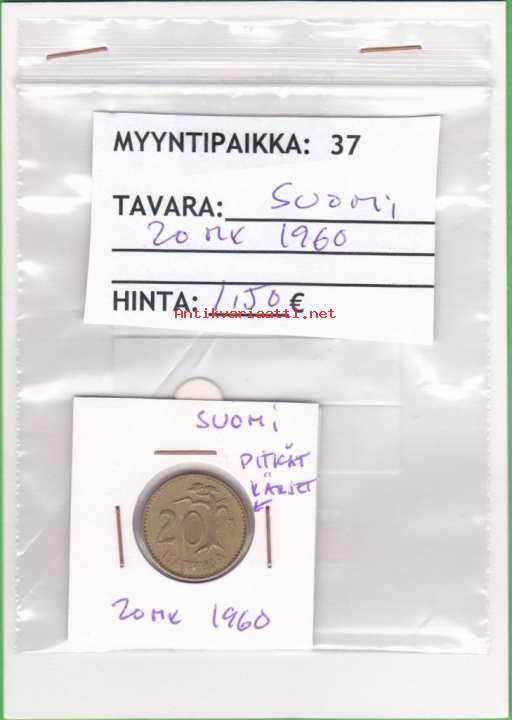 MYYNTIPAIKKA: 37
TAVARA: SUOMI
20 MK 1960
HINTA: 1,50 €
Antikvariaatti.net
SUOMI
PITKÄT
KÄRJET
20
MARKKAA
20 MK 1960